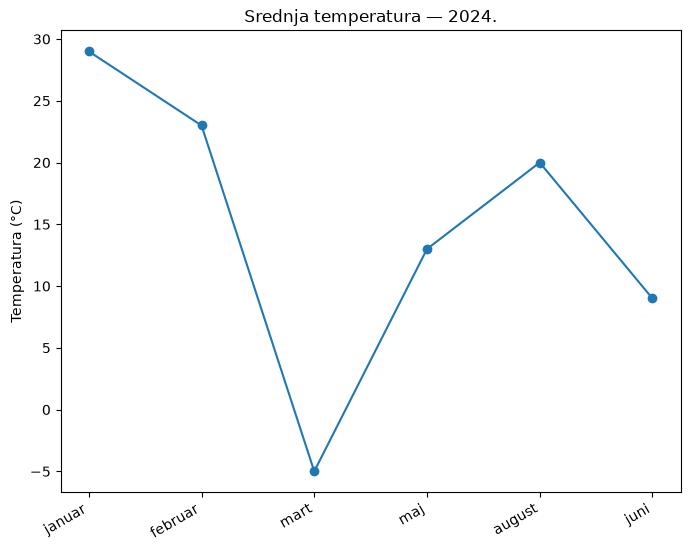 Srednja temperatura — 2024.
Temperatura (°C)
30
25
20
15
10
5
0
−5
januar
februar
mart
maj
august
juni